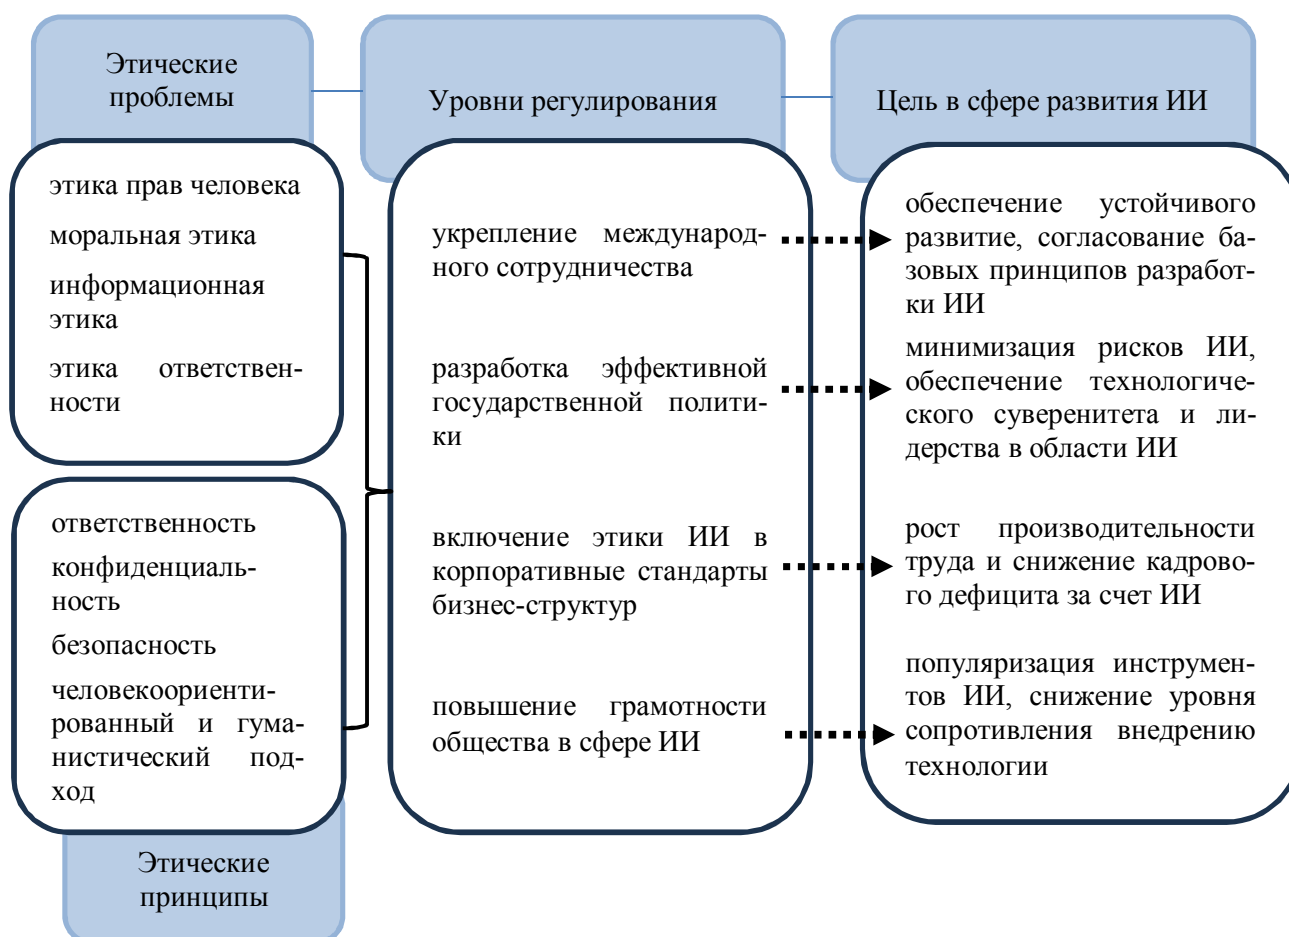 Этические
проблемы
Уровни регулирования
Цель в сфере развития ИИ
этика прав человека
моральная этика
информационная
этика
этика ответствен-
ности
ответственность
конфиденциаль-
ность
безопасность
человекоориенти-
рованный и гума-
нистический под-
ход
Этические
принципы
укрепление международ-
ного сотрудничества
разработка эффективной
государственной полити-
ки
включение этики ИИ в
корпоративные стандарты
бизнес-структур
повышение грамотности
общества в сфере ИИ
обеспечение устойчивого
развитие, согласование ба-
зовых принципов разработ-
ки ИИ
минимизация рисков ИИ,
обеспечение технологиче-
ского суверенитета и ли-
дерства в области ИИ
рост производительности
труда и снижение кадрово-
го дефицита за счет ИИ
популяризация инструмен-
тов ИИ, снижение уровня
сопротивления внедрению
технологии